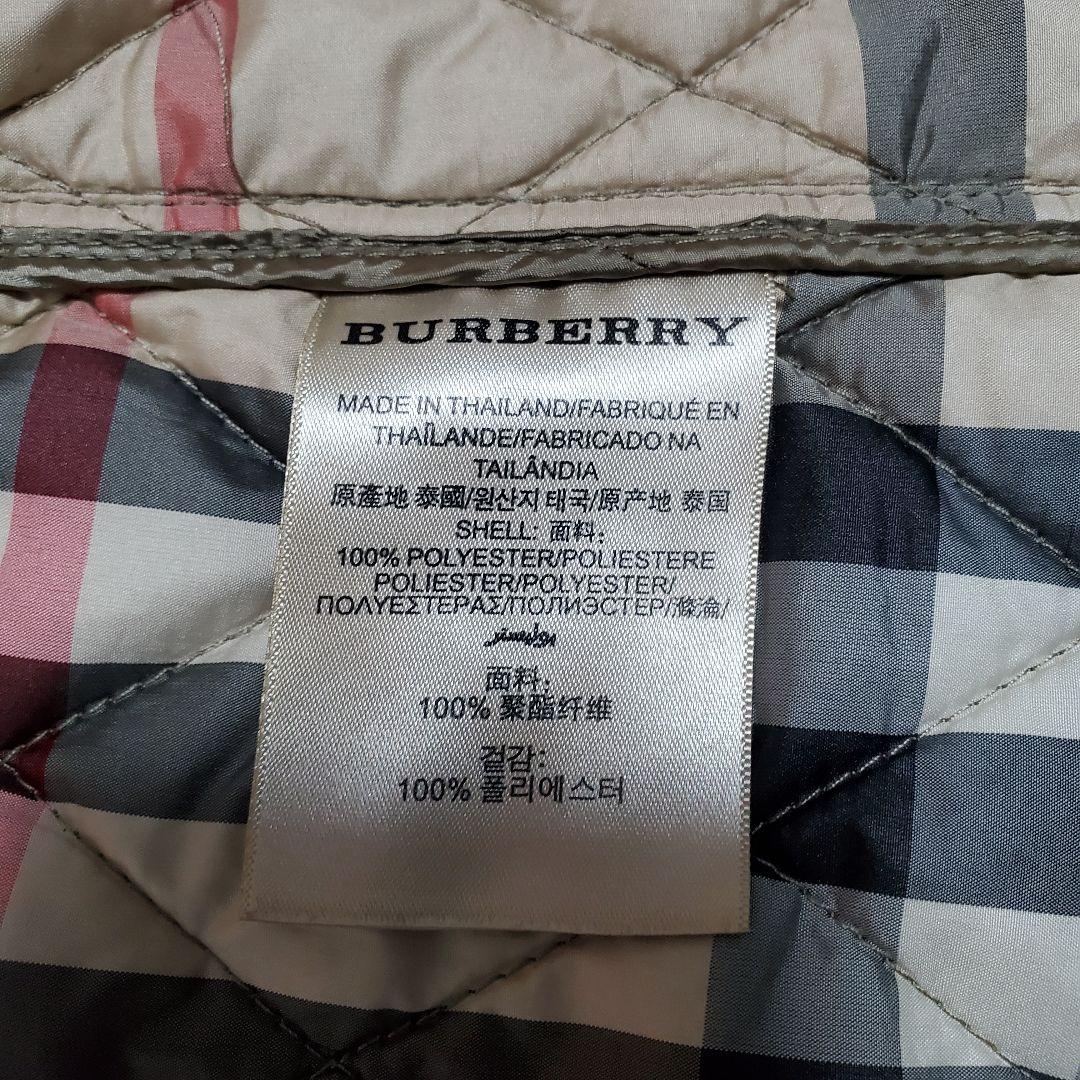 BURBERRY
MADE IN THAILAND/FABRIQUÉ EN
THAÏLANDE/FABRICADO NA
TAILÂNDIA
原產地 泰國/원산지 태국/原产地 泰国
SHELL: 面料:
100% POLYESTER/POLIESTERE
POLIESTER/POLYESTER/
ΠΟΛΥΕΣΤΕΡΑΣ/ПОЛИЭСТЕР/滌淪/
بوليستر
面料:
100% 聚酯纤维
겉감:
100% 폴리에스터